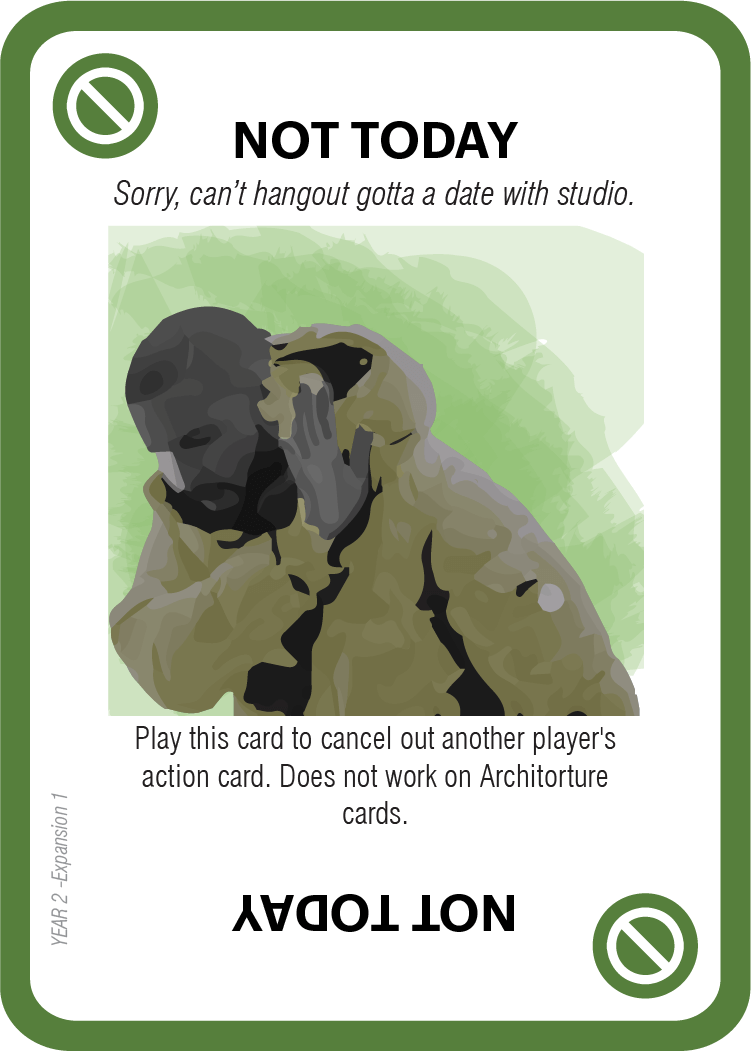 NOT TODAY
Sorry, can't hangout gotta a date with studio.
Play this card to cancel out another player's
action card. Does not work on Architorture
cards.
YEAR 2 -Expansion 1
NOT TODAY